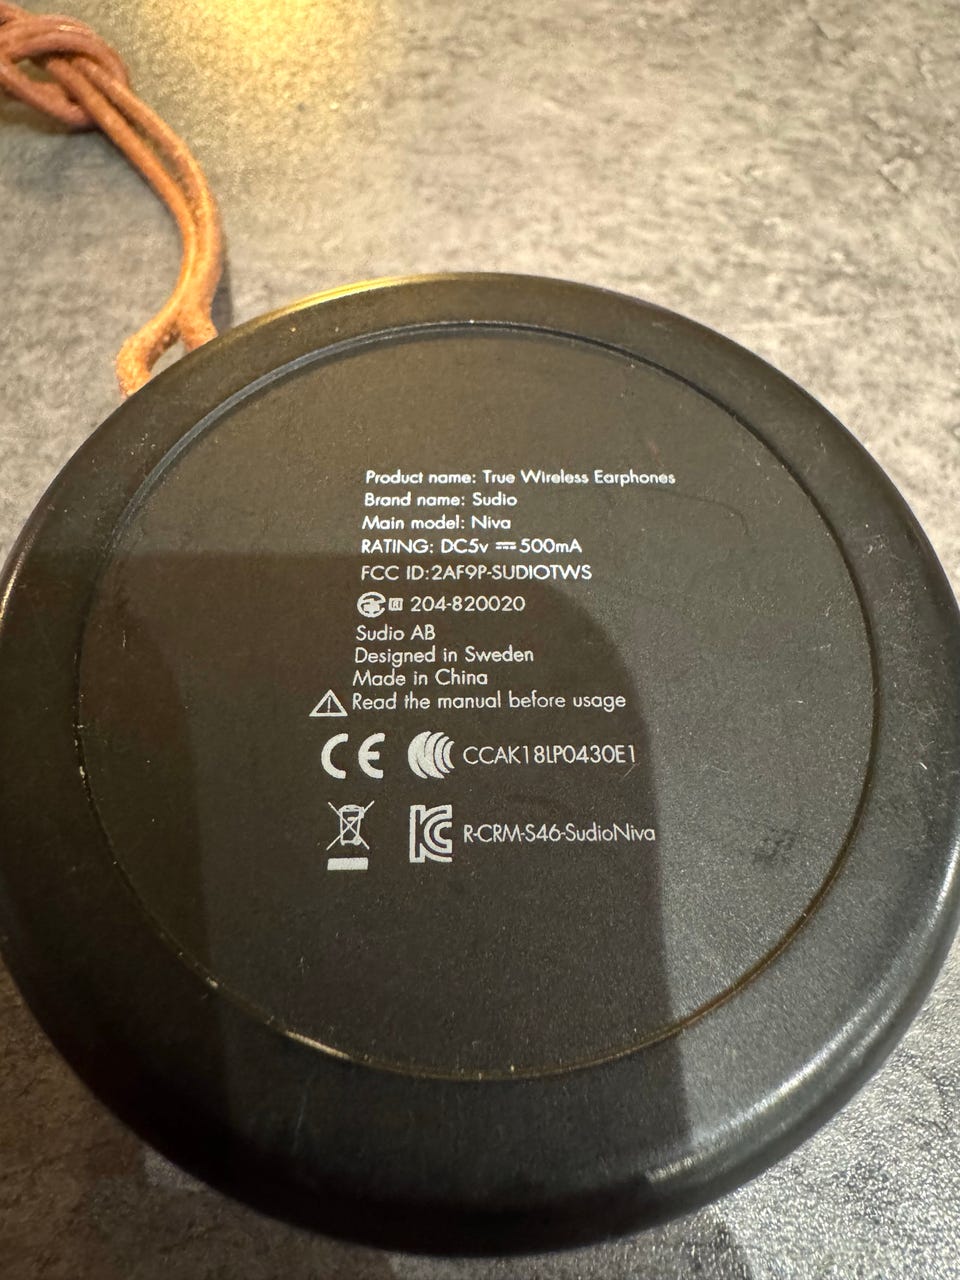 Product name: True Wireless Earphones
Brand name: Sudio
Main model: Niva
RATING: DC5v ⎓ 500mA
FCC ID:2AF9P-SUDIOTWS
R 204-820020
Sudio AB
Designed in Sweden
Made in China
Read the manual before usage
CE CCAK18LP0430E1
KC R-CRM-S46-SudioNiva